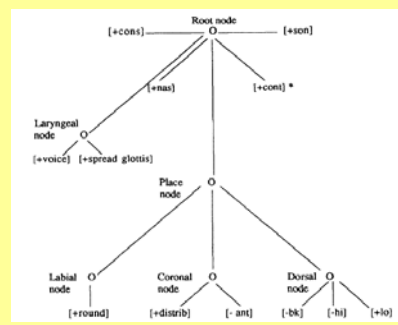 Root node
[+cons] O [+son]
[+nas] [+cont] *
Laryngeal
node O
[+voice] [+spread glottis]
Place O
node
Labial O Coronal O Dorsal O
node node node
[+round] [+distrib] [- ant] [-bk] [-hi] [+lo]